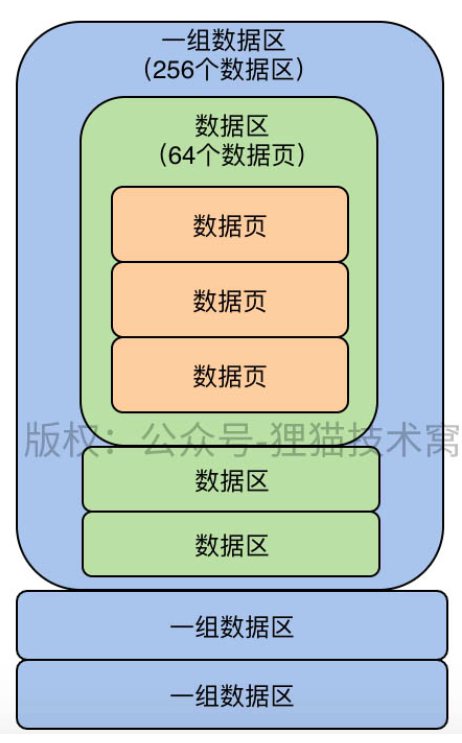 一组数据区
（256个数据区）
数据区
（64个数据页）
数据页
数据页
数据页
版权：公众号-狸猫技术窝
数据区
数据区
一组数据区
一组数据区